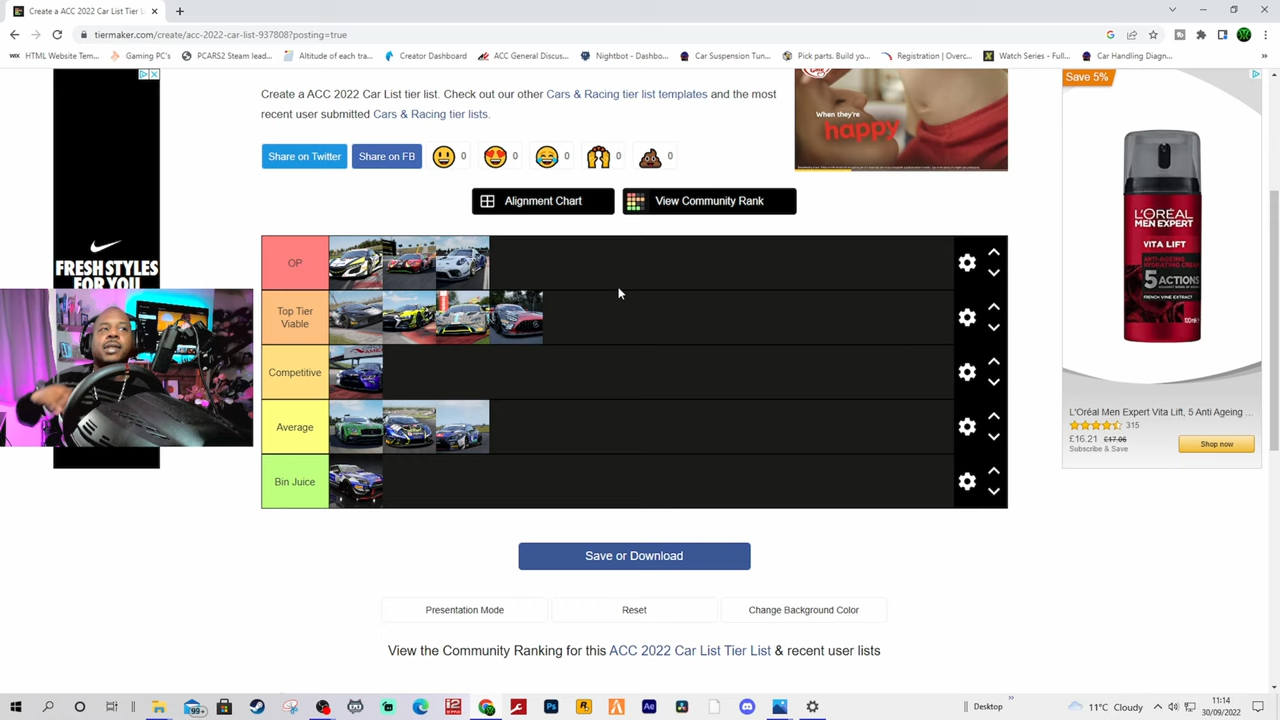 Create a ACC 2022 Car List Tier L
tiermaker.com/create/acc-2022-car-list-937808?posting=true
WIX HTML Website Tem...
Gaming PC's
PCARS2 Steam lead...
Altitude of each tra...
Creator Dashboard
ACC General Discus...
Nightbot - Dashbo...
Car Suspension Tun...
Pick parts. Build yo...
Registration | Overc...
Watch Series - Full...
Car Handling Diagn...
»
Create a ACC 2022 Car List tier list. Check out our other Cars & Racing tier list templates and the most
recent user submitted Cars & Racing tier lists.
Share on Twitter
Share on FB
0
0
0
0
0
When they're
happy
Save 5%
L'ORÉAL
MEN EXPERT
VITA LIFT
5 ACTIONS
L'Oréal Men Expert Vita Lift, 5 Anti Ageing ...
315
£16.21 £17.06
Subscribe & Save
Shop now
Alignment Chart
View Community Rank
FRESH STYLES
FOR YOU
OP
Top Tier
Viable
Competitive
Average
Bin Juice
Save or Download
Presentation Mode
Reset
Change Background Color
View the Community Ranking for this ACC 2022 Car List Tier List & recent user lists
99+
Ps
Ae
Desktop
»
11°C Cloudy
11:14
30/09/2022